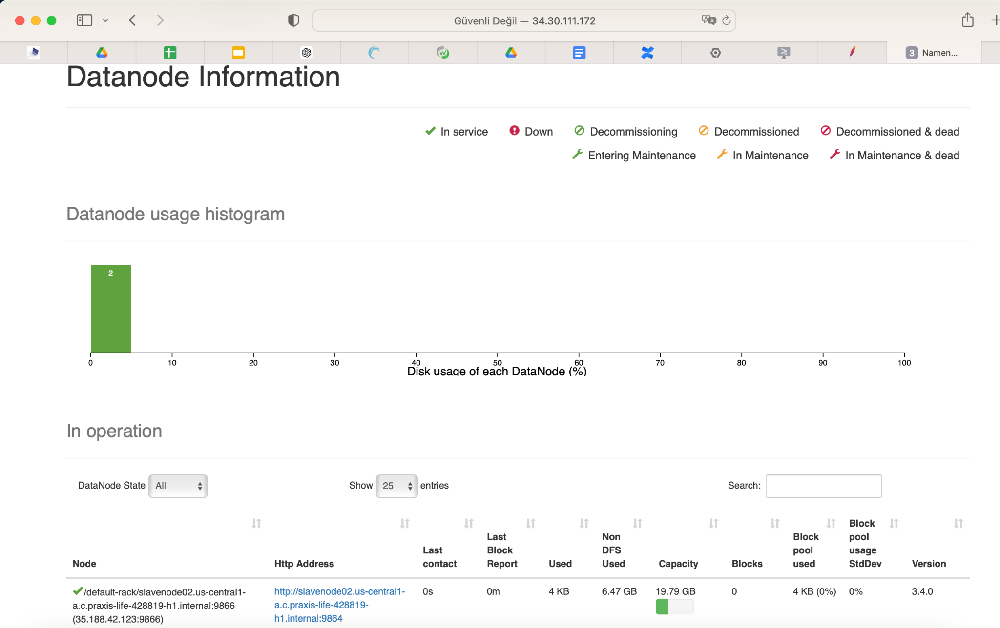 Güvenli Değil — 34.30.111.172
3 Namen...
Datanode Information
In service Down Decommissioning Decommissioned Decommissioned & dead
Entering Maintenance In Maintenance In Maintenance & dead
Datanode usage histogram
2
0 10 20 30 40 50 60 70 80 90 100
Disk usage of each DataNode (%)
In operation
DataNode State All Show 25 entries Search:
Node Http Address Last contact Last Block Report Used Non DFS Used Capacity Blocks Block pool used Block pool usage StdDev Version
/default-rack/slavenode02.us-central1- http://slavenode02.us-central1- 0s 0m 4 KB 6.47 GB 19.79 GB 0 4 KB (0%) 0% 3.4.0
a.c.praxis-life-428819-h1.internal:9866 a.c.praxis-life-428819-
(35.188.42.123:9866) h1.internal:9864